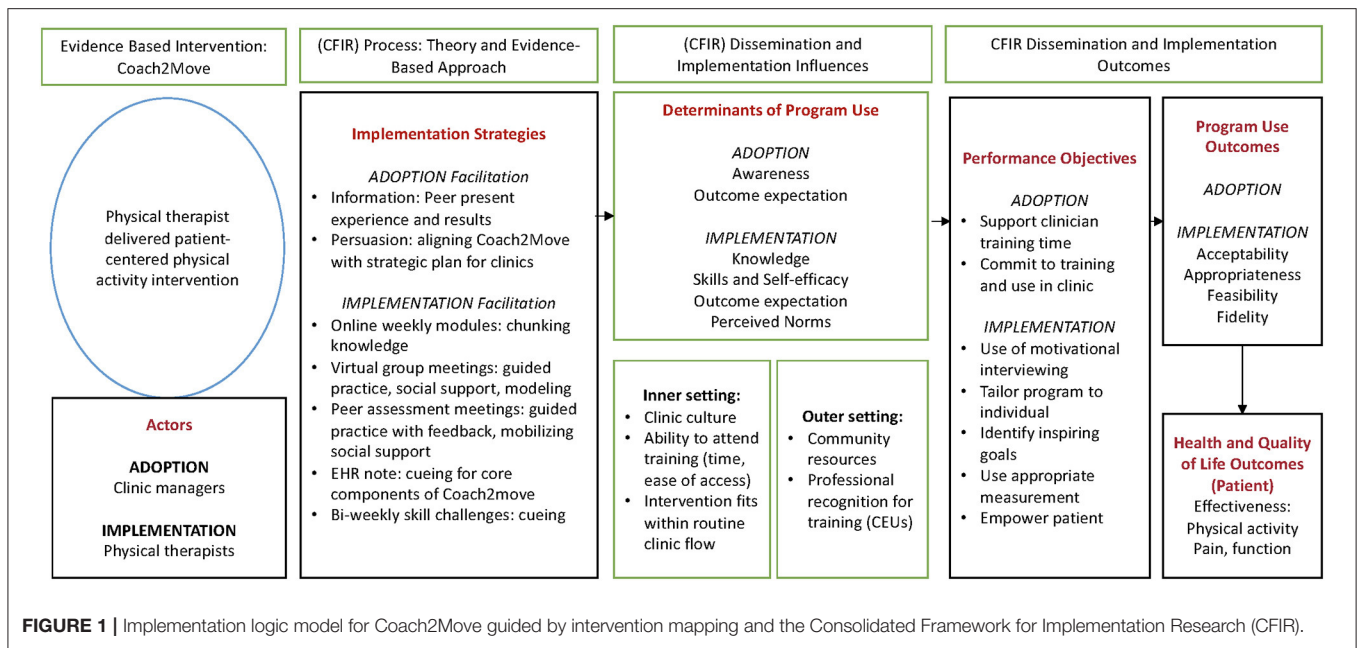 Evidence Based Intervention:
Coach2Move
Physical therapist
delivered patient-
centered physical
activity intervention
Actors
ADOPTION
Clinic managers
IMPLEMENTATION
Physical therapists
(CFIR) Process: Theory and Evidence-
Based Approach
Implementation Strategies
ADOPTION Facilitation
• Information: Peer present
experience and results
• Persuasion: aligning Coach2Move
with strategic plan for clinics
IMPLEMENTATION Facilitation
• Online weekly modules: chunking
knowledge
• Virtual group meetings: guided
practice, social support, modeling
• Peer assessment meetings: guided
practice with feedback, mobilizing
social support
• EHR note: cueing for core
components of Coach2move
• Bi-weekly skill challenges: cueing
(CFIR) Dissemination and
Implementation Influences
Determinants of Program Use
ADOPTION
Awareness
Outcome expectation
IMPLEMENTATION
Knowledge
Skills and Self-efficacy
Outcome expectation
Perceived Norms
Inner setting:
• Clinic culture
• Ability to attend
training (time,
ease of access)
• Intervention fits
within routine
clinic flow
Outer setting:
• Community
resources
• Professional
recognition for
training (CEUs)
CFIR Dissemination and Implementation
Outcomes
Performance Objectives
ADOPTION
• Support clinician
training time
• Commit to training
and use in clinic
IMPLEMENTATION
• Use of motivational
interviewing
• Tailor program to
individual
• Identify inspiring
goals
• Use appropriate
measurement
• Empower patient
Program Use
Outcomes
ADOPTION
IMPLEMENTATION
Acceptability
Appropriateness
Feasibility
Fidelity
Health and Quality
of Life Outcomes
(Patient)
Effectiveness:
Physical activity
Pain, function
FIGURE 1 | Implementation logic model for Coach2Move guided by intervention mapping and the Consolidated Framework for Implementation Research (CFIR).